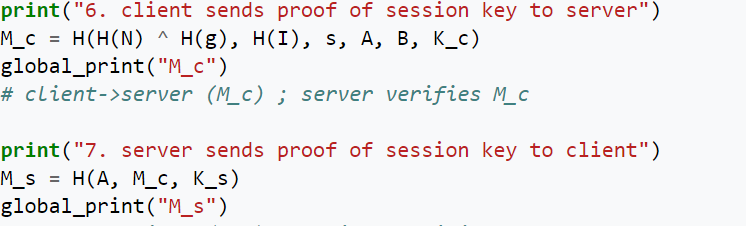 print("6. client sends proof of session key to server")
M_c = H(H(N) ^ H(g), H(I), s, A, B, K_c)
global_print("M_c")
# client->server (M_c) ; server verifies M_c
print("7. server sends proof of session key to client")
M_s = H(A, M_c, K_s)
global_print("M_s")